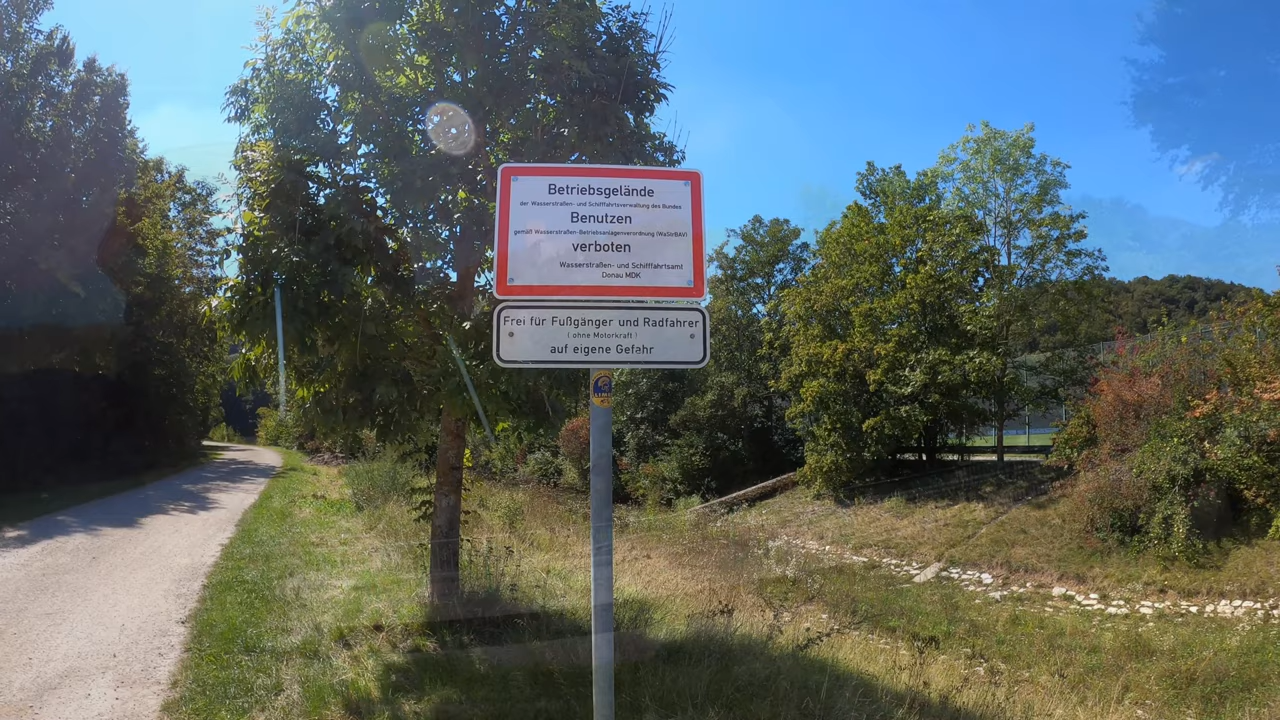 Betriebsgelände
der Wasserstraßen- und Schifffahrtsverwaltung des Bundes
Benutzen
gemäß Wasserstraßen-Betriebsanlagenverordnung (WaStrBAV)
verboten
Wasserstraßen- und Schifffahrtsamt
Donau MDK
Frei für Fußgänger und Radfahrer
( ohne Motorkraft )
auf eigene Gefahr